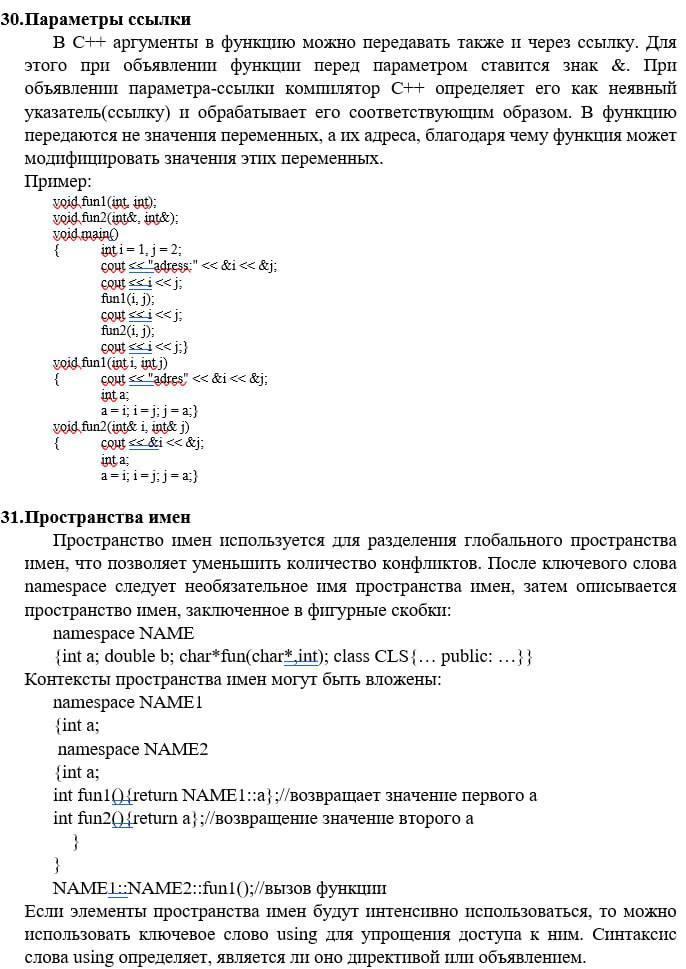 30.Параметры ссылки
В С++ аргументы в функцию можно передавать также и через ссылку. Для
этого при объявлении функции перед параметром ставится знак &. При
объявлении параметра-ссылки компилятор С++ определяет его как неявный
указатель(ссылку) и обрабатывает его соответствующим образом. В функцию
передаются не значения переменных, а их адреса, благодаря чему функция может
модифицировать значения этих переменных.
Пример:
void fun1(int, int);
void fun2(int&, int&);
void main()
{ int i = 1, j = 2;
cout << "adress:" << &i << &j;
cout << i << j;
fun1(i, j);
cout << i << j;
fun2(i, j);
cout << i << j;}
void fun1(int i, int j)
{ cout << "adres" << &i << &j;
int a;
a = i; i = j; j = a;}
void fun2(int& i, int& j)
{ cout << &i << &j;
int a;
a = i; i = j; j = a;}
31.Пространства имен
Пространство имен используется для разделения глобального пространства
имен, что позволяет уменьшить количество конфликтов. После ключевого слова
namespace следует необязательное имя пространства имен, затем описывается
пространство имен, заключенное в фигурные скобки:
namespace NAME
{int a; double b; char*fun(char*,int); class CLS{… public: …}}
Контексты пространства имен могут быть вложены:
namespace NAME1
{int a;
namespace NAME2
{int a;
int fun1(){return NAME1::a};//возвращает значение первого а
int fun2(){return a};//возвращение значение второго а
}
}
NAME1::NAME2::fun1();//вызов функции
Если элементы пространства имен будут интенсивно использоваться, то можно
использовать ключевое слово using для упрощения доступа к ним. Синтаксис
слова using определяет, является ли оно директивой или объявлением.